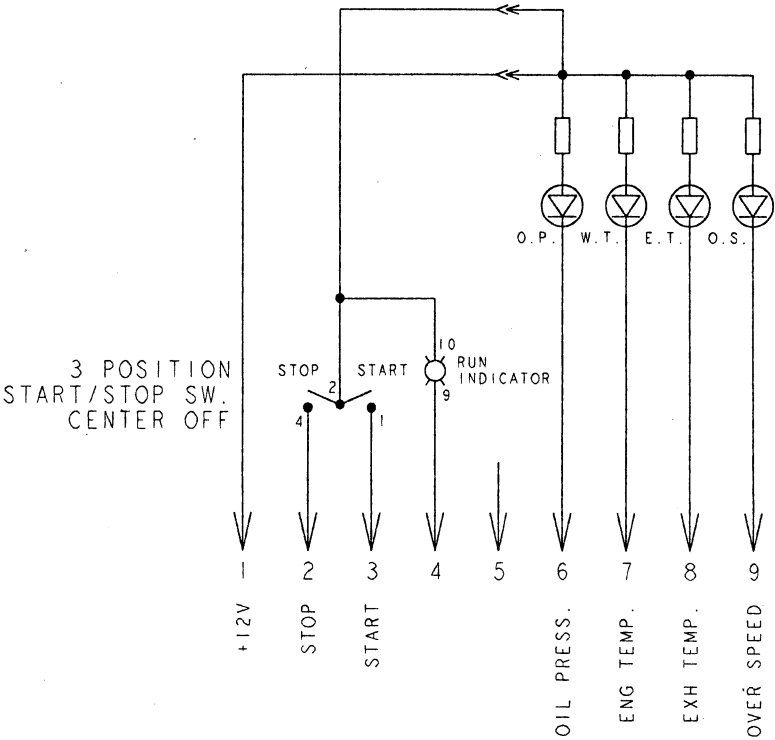 O.P. W.T. E.T. O.S.
10
3 POSITION
START/STOP SW.
CENTER OFF
STOP
2
START
RUN
INDICATOR
9
4
1
1 2 3 4 5 6 7 8 9
+12V
STOP
START
OIL PRESS.
ENG TEMP.
EXH TEMP.
OVER SPEED